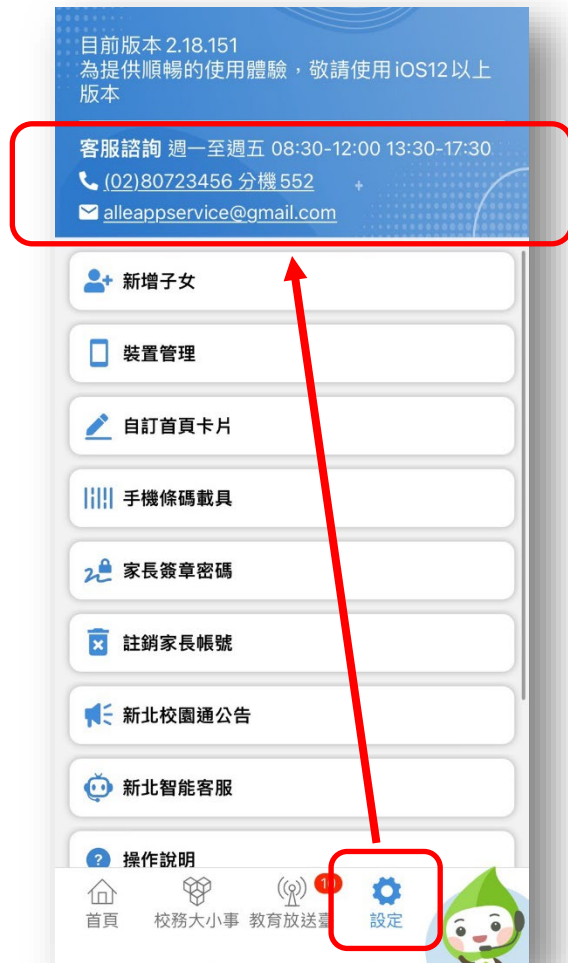 目前版本 2.18.151
為提供順暢的使用體驗，敬請使用 iOS12 以上
版本
客服諮詢 週一至週五 08:30-12:00 13:30-17:30
(02)80723456 分機 552
alleappservice@gmail.com
新增子女
裝置管理
自訂首頁卡片
手機條碼載具
家長簽章密碼
註銷家長帳號
新北校園通公告
新北智能客服
操作說明
首頁 校務大小事 教育放送臺 設定